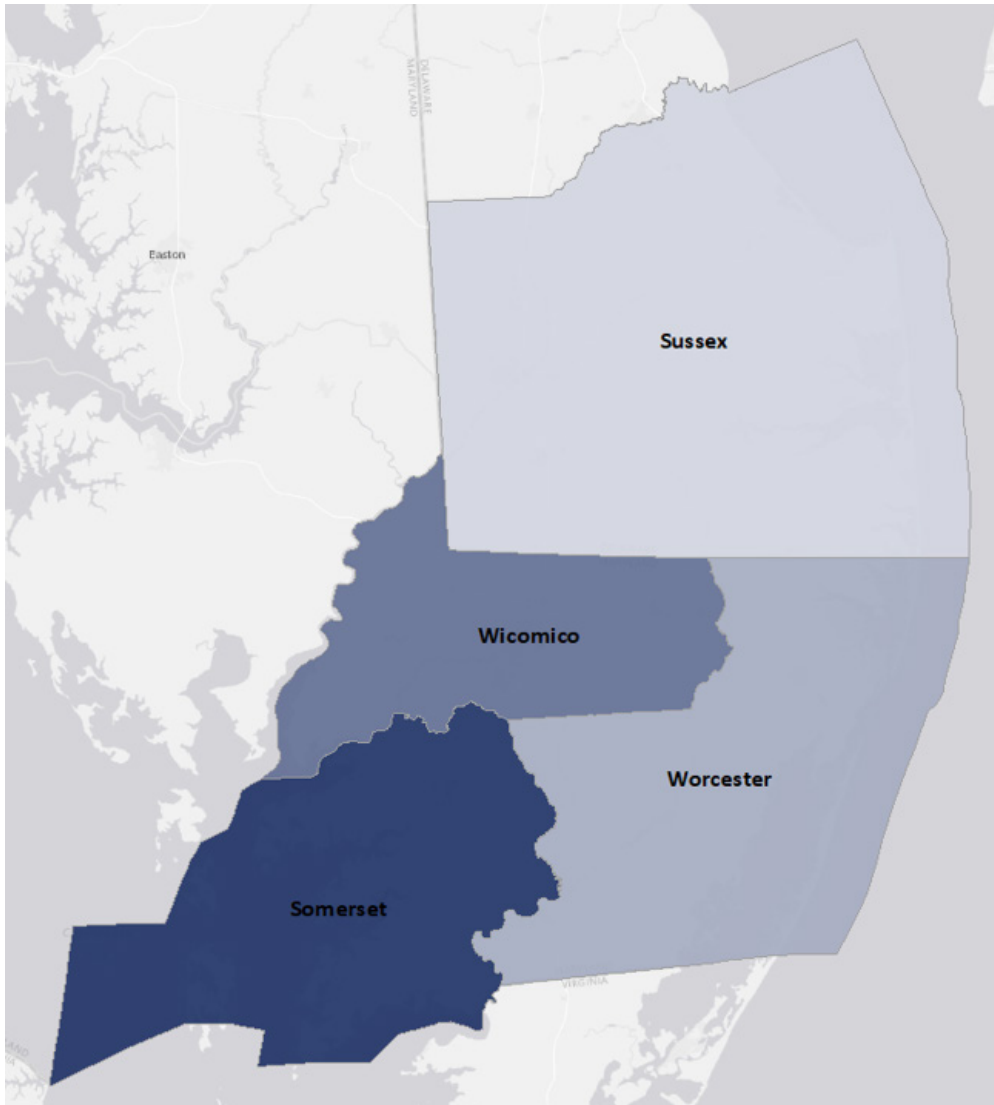 DELAWARE
MARYLAND
Easton
Sussex
Wicomico
Worcester
Somerset
VIRGINIA